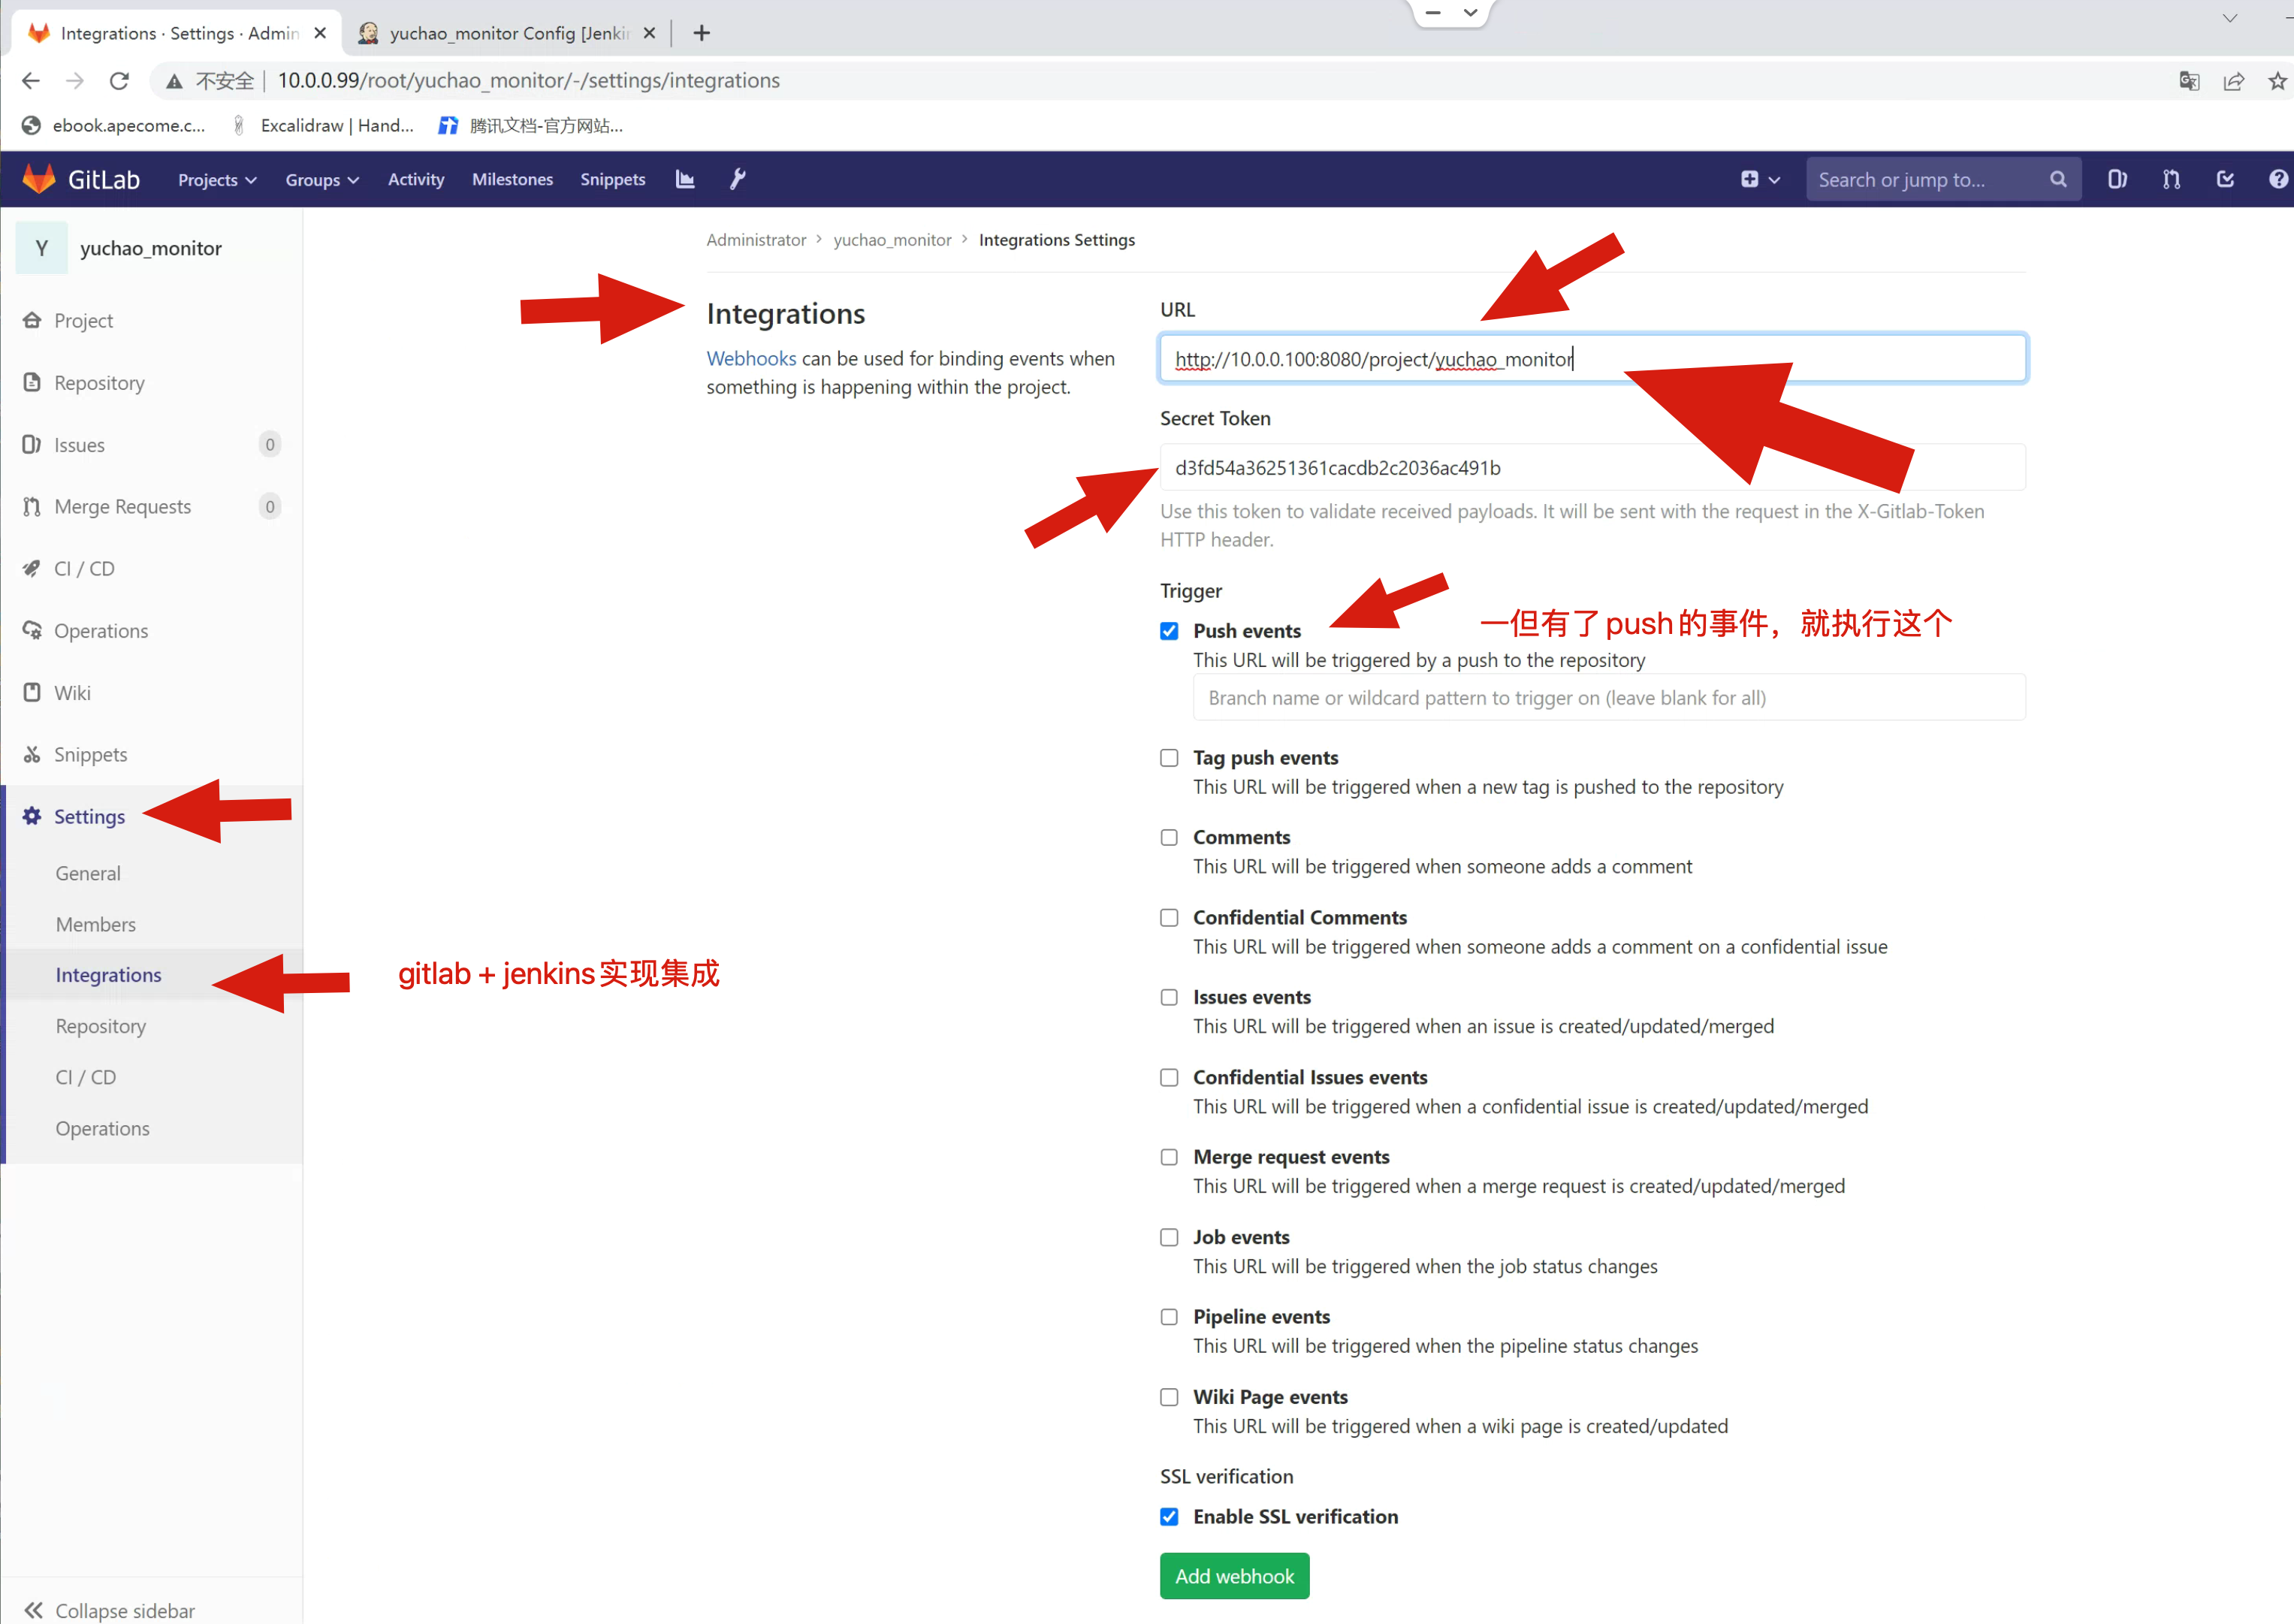 Integrations · Settings · Admin
yuchao_monitor Config [Jenki
不安全 10.0.0.99/root/yuchao_monitor/-/settings/integrations
ebook.apecome.c... Excalidraw | Hand... 腾讯文档-官方网站...
GitLab Projects Groups Activity Milestones Snippets Search or jump to...
Y yuchao_monitor
Project
Repository
Issues 0
Merge Requests 0
CI / CD
Operations
Wiki
Snippets
Settings
General
Members
Integrations
Repository
CI / CD
Operations
Collapse sidebar
gitlab + jenkins实现集成
Administrator > yuchao_monitor > Integrations Settings
Integrations
Webhooks can be used for binding events when
something is happening within the project.
URL
http://10.0.0.100:8080/project/yuchao_monitor
Secret Token
d3fd54a36251361cacdb2c2036ac491b
Use this token to validate received payloads. It will be sent with the request in the X-Gitlab-Token
HTTP header.
Trigger
Push events
一但有了push的事件，就执行这个
This URL will be triggered by a push to the repository
Branch name or wildcard pattern to trigger on (leave blank for all)
Tag push events
This URL will be triggered when a new tag is pushed to the repository
Comments
This URL will be triggered when someone adds a comment
Confidential Comments
This URL will be triggered when someone adds a comment on a confidential issue
Issues events
This URL will be triggered when an issue is created/updated/merged
Confidential Issues events
This URL will be triggered when a confidential issue is created/updated/merged
Merge request events
This URL will be triggered when a merge request is created/updated/merged
Job events
This URL will be triggered when the job status changes
Pipeline events
This URL will be triggered when the pipeline status changes
Wiki Page events
This URL will be triggered when a wiki page is created/updated
SSL verification
Enable SSL verification
Add webhook